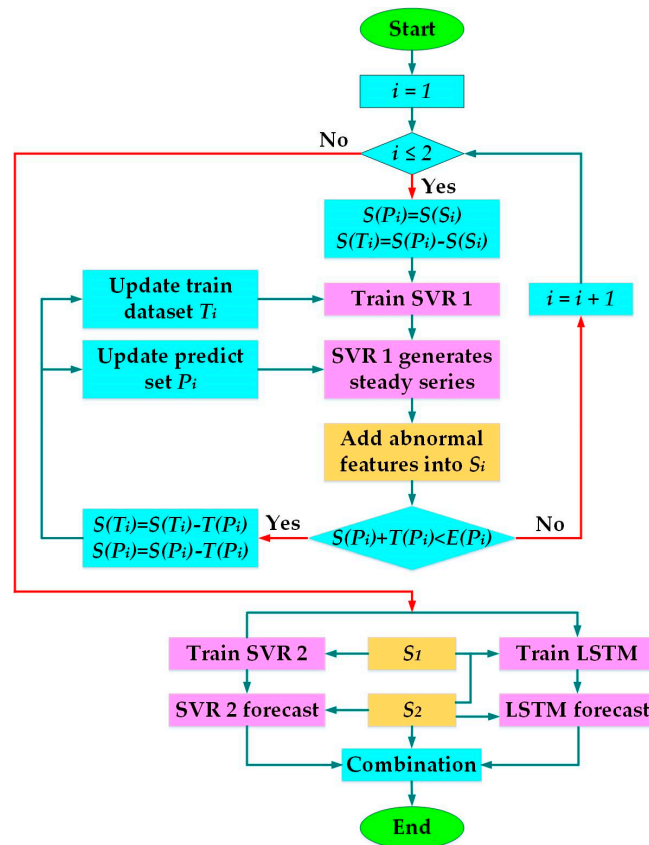 Start
i = 1
No
i ≤ 2
Yes
S(Pᵢ)=S(Sᵢ)
S(Tᵢ)=S(Pᵢ)-S(Sᵢ)
Update train
dataset Tᵢ
Train SVR 1
i = i + 1
Update predict
set Pᵢ
SVR 1 generates
steady series
Add abnormal
features into Sᵢ
S(Tᵢ)=S(Tᵢ)-T(Pᵢ)
S(Pᵢ)=S(Pᵢ)-T(Pᵢ)
Yes
S(Pᵢ)+T(Pᵢ)<E(Pᵢ)
No
Train SVR 2
S₁
Train LSTM
SVR 2 forecast
S₂
LSTM forecast
Combination
End